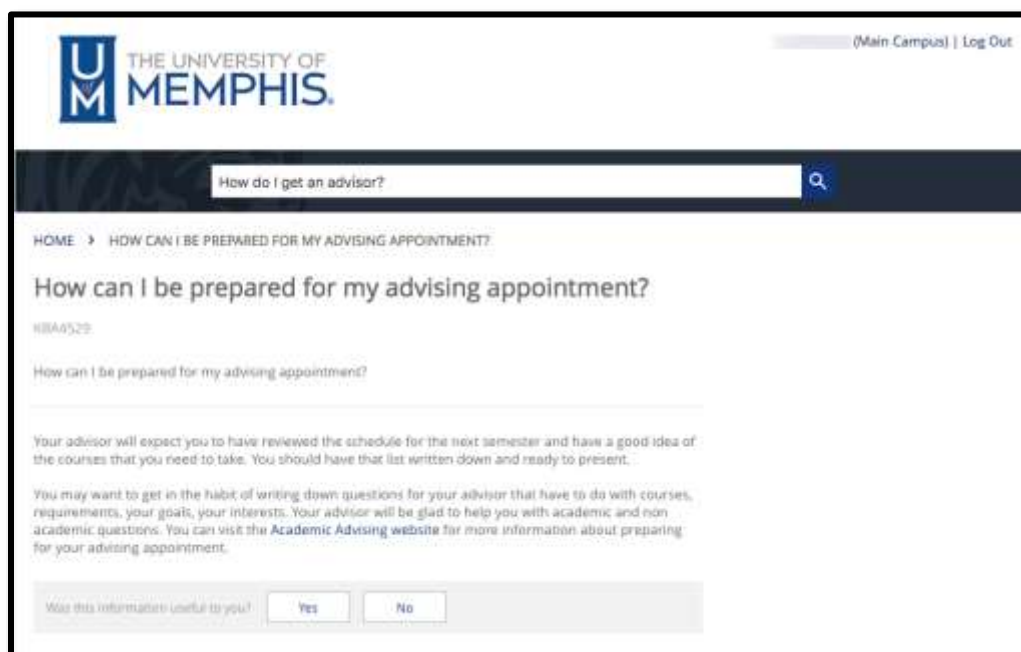 (Main Campus) | Log Out
UM
THE UNIVERSITY OF
MEMPHIS.
How do I get an advisor?
HOME > HOW CAN I BE PREPARED FOR MY ADVISING APPOINTMENT?
How can I be prepared for my advising appointment?
KBA4529
How can I be prepared for my advising appointment?
Your advisor will expect you to have reviewed the schedule for the next semester and have a good idea of
the courses that you need to take. You should have that list written down and ready to present.
You may want to get in the habit of writing down questions for your advisor that have to do with courses,
requirements, your goals, your interests. Your advisor will be glad to help you with academic and non
academic questions. You can visit the Academic Advising website for more information about preparing
for your advising appointment.
Was this information useful to you? Yes No